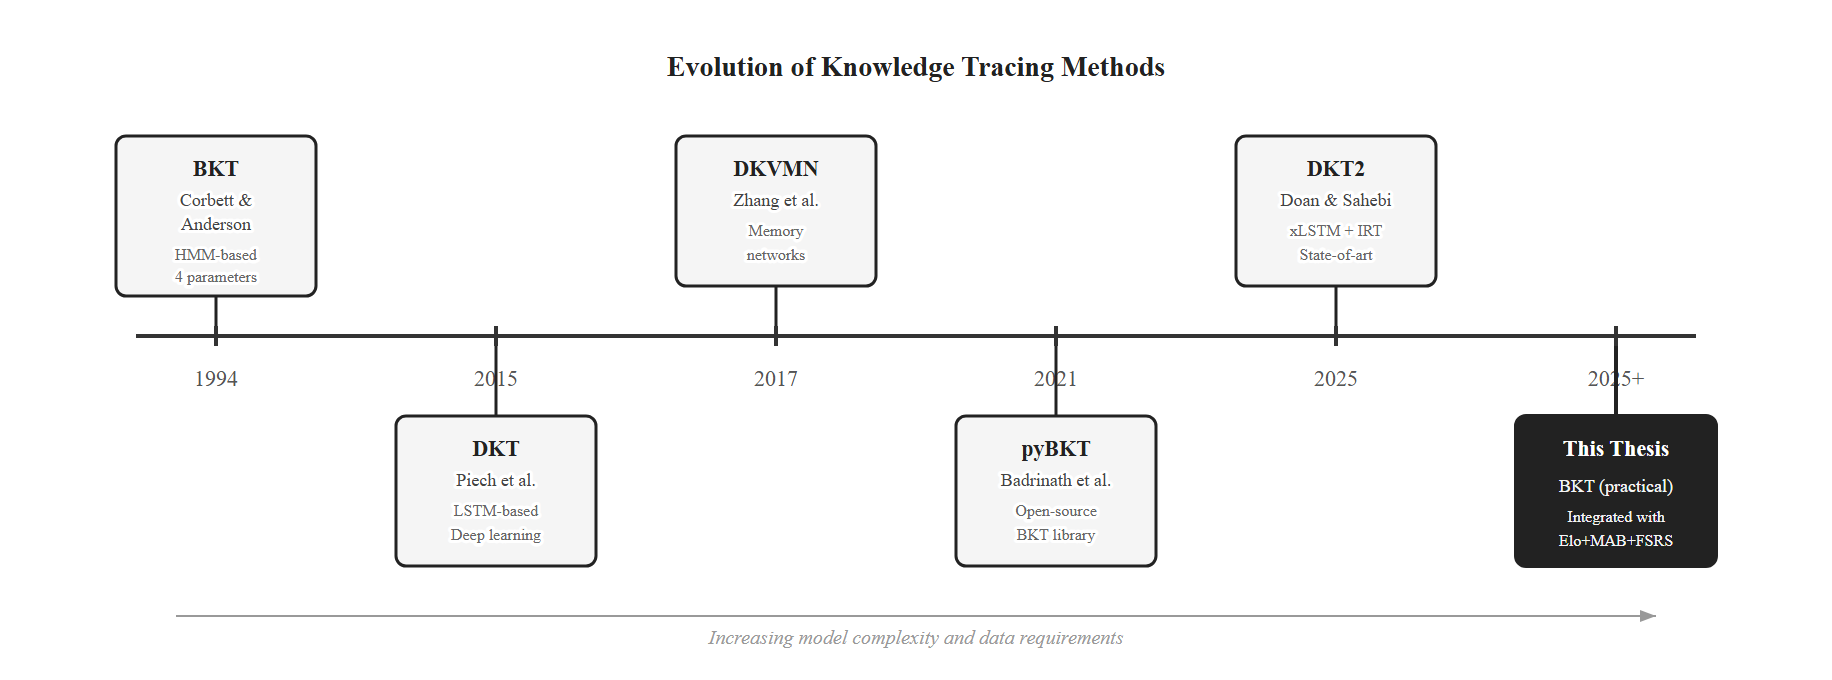 Evolution of Knowledge Tracing Methods
BKT
Corbett &
Anderson
HMM-based
4 parameters
DKVMN
Zhang et al.
Memory
networks
DKT2
Doan & Sahebi
xLSTM + IRT
State-of-art
1994
2015
2017
2021
2025
2025+
DKT
Piech et al.
LSTM-based
Deep learning
pyBKT
Badrinath et al.
Open-source
BKT library
This Thesis
BKT (practical)
Integrated with
Elo+MAB+FSRS
Increasing model complexity and data requirements